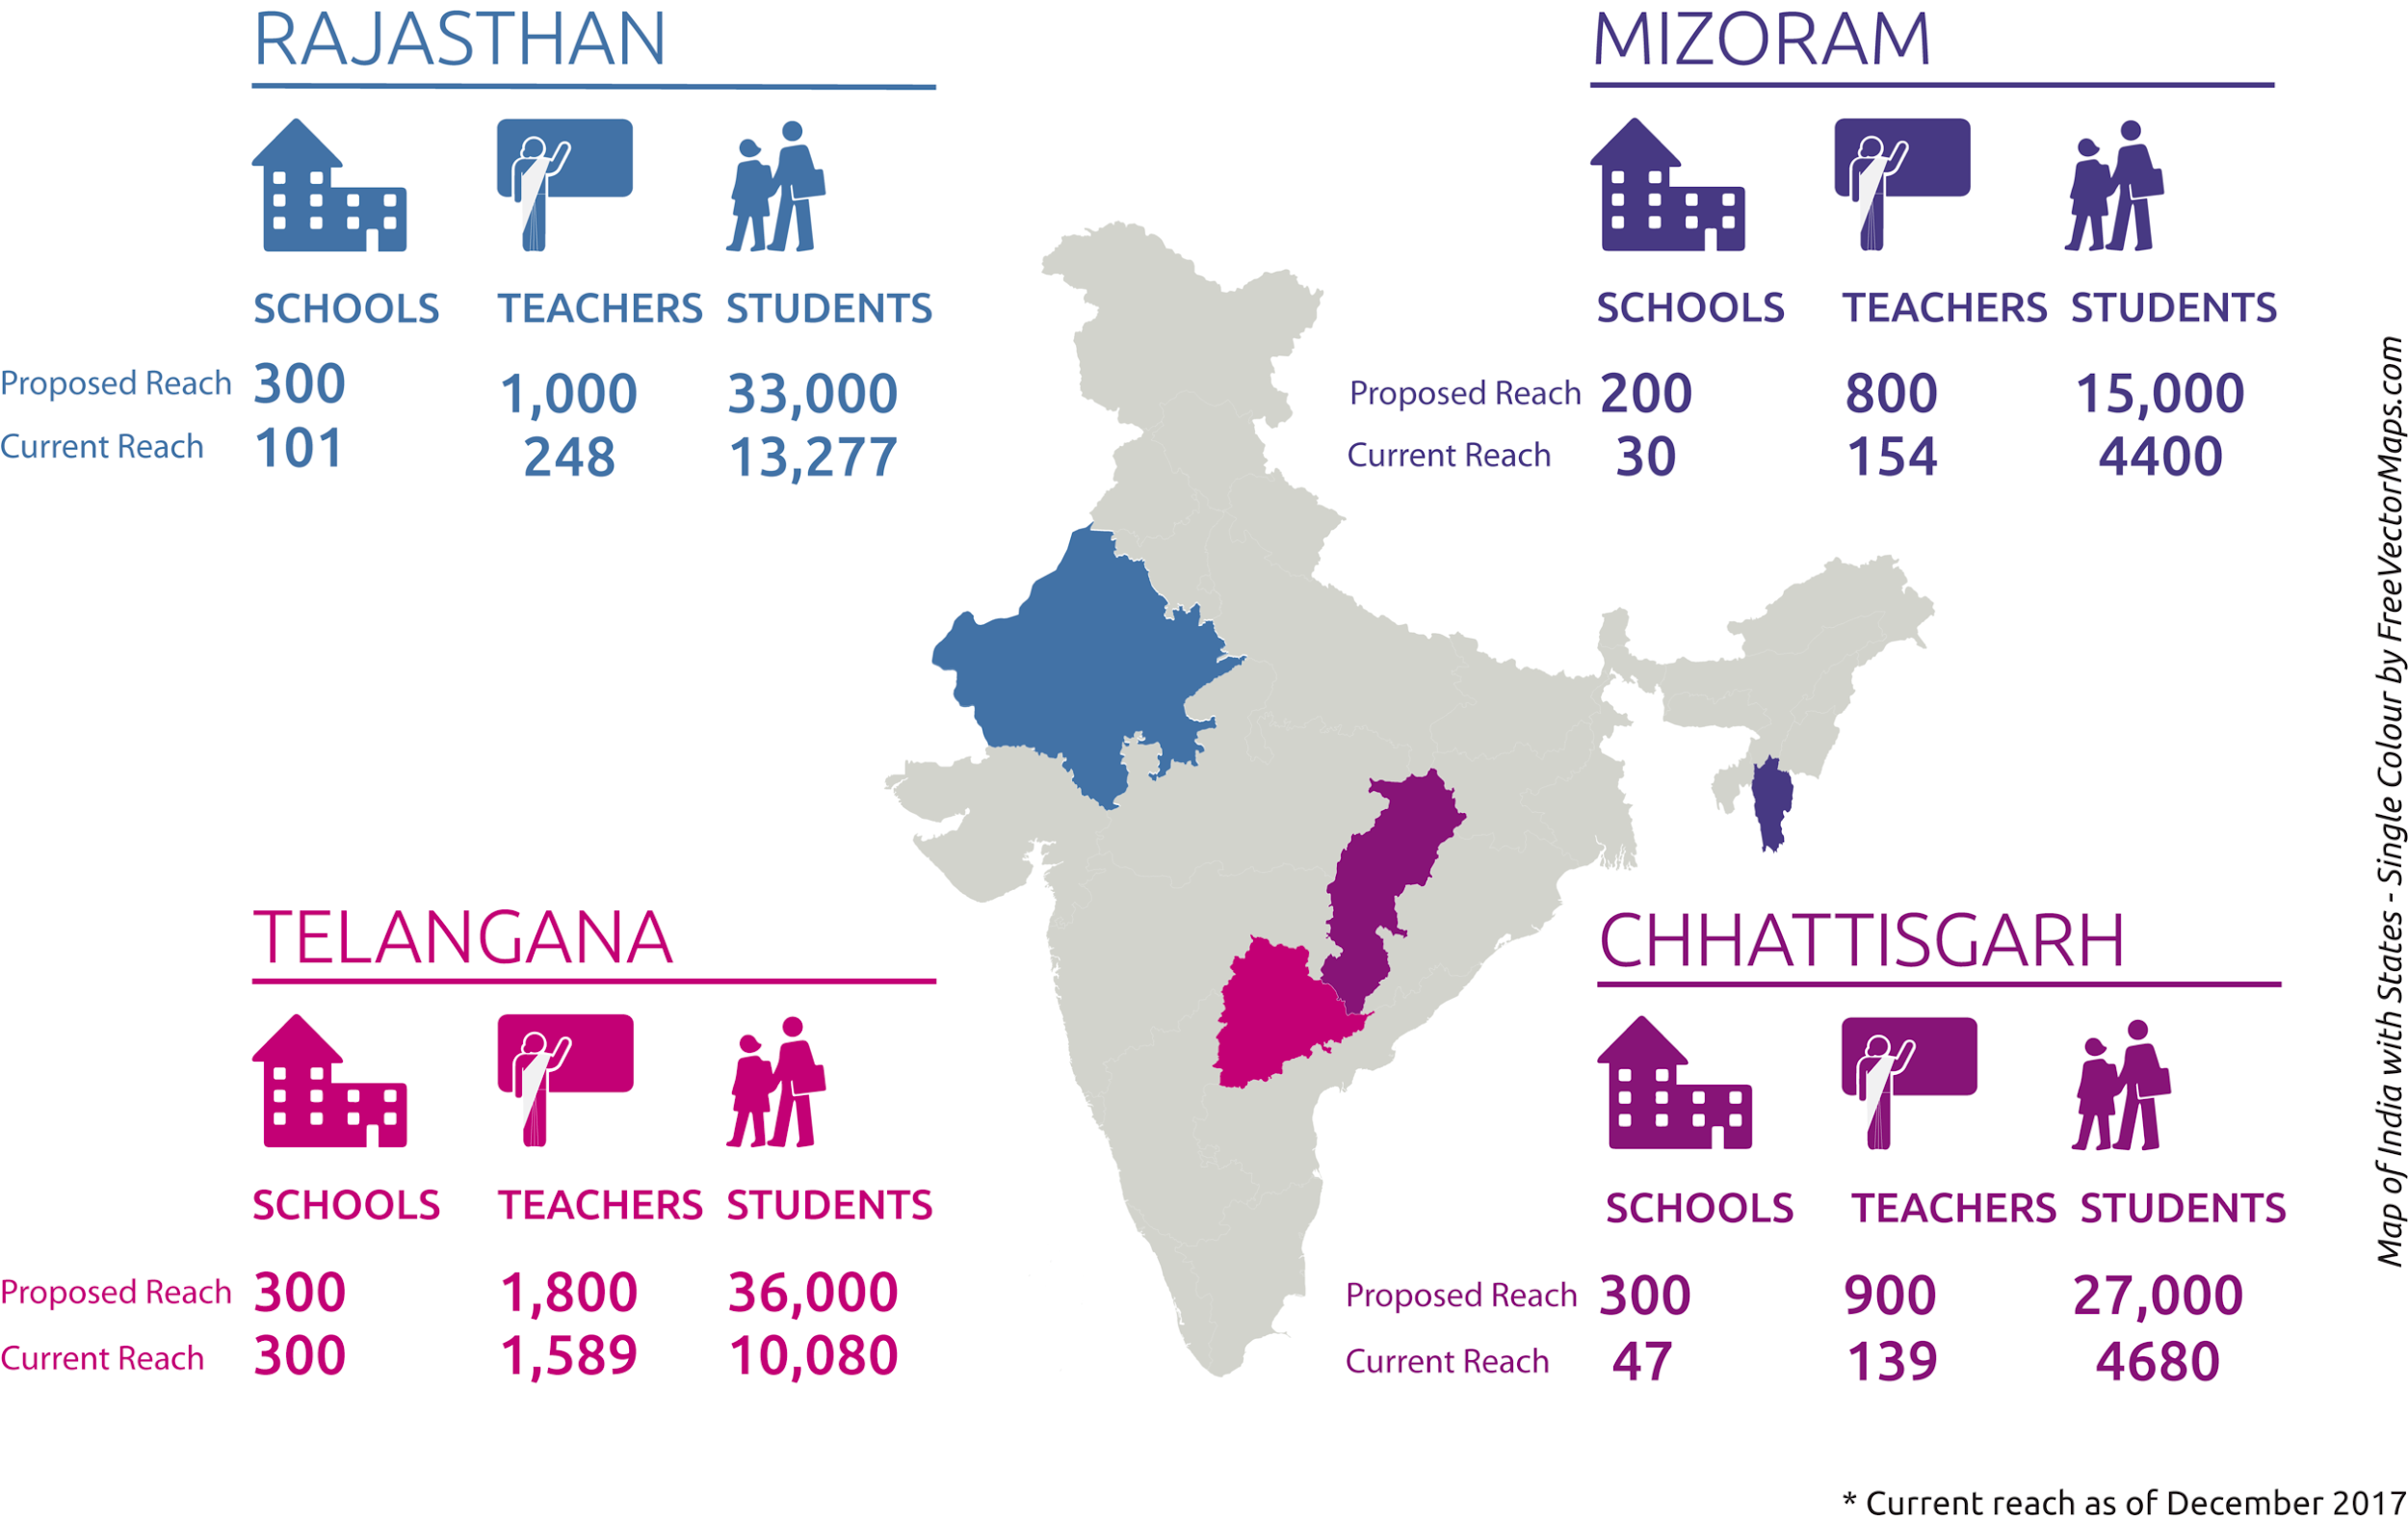 RAJASTHAN
SCHOOLS TEACHERS STUDENTS
Proposed Reach 300 1,000 33,000
Current Reach 101 248 13,277
MIZORAM
SCHOOLS TEACHERS STUDENTS
Proposed Reach 200 800 15,000
Current Reach 30 154 4400
TELANGANA
SCHOOLS TEACHERS STUDENTS
Proposed Reach 300 1,800 36,000
Current Reach 300 1,589 10,080
CHHATTISGARH
SCHOOLS TEACHERS STUDENTS
Proposed Reach 300 900 27,000
Current Reach 47 139 4680
Map of India with States - Single Colour by FreeVectorMaps.com
* Current reach as of December 2017